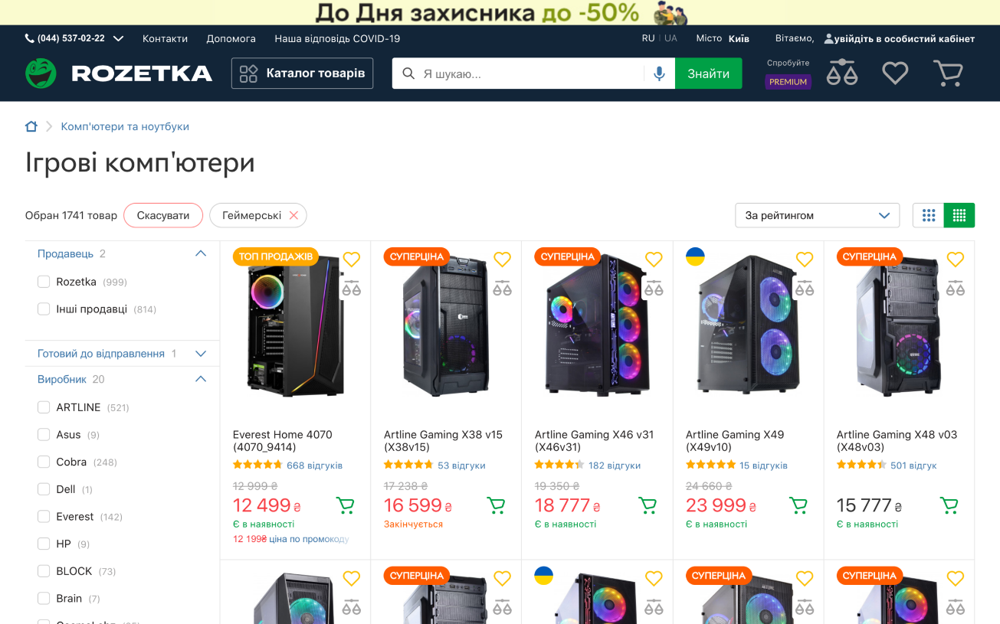 До Дня захисника до -50%
(044) 537-02-22 Контакти Допомога Наша відповідь COVID-19 RU | UA Місто Київ Вітаємо, увійдіть в особистий кабінет
ROZETKA Каталог товарів Я шукаю... Знайти Спробуйте PREMIUM
Комп'ютери та ноутбуки
Ігрові комп'ютери
Обран 1741 товар Скасувати Геймерські За рейтингом
Продавець 2
Rozetka (999)
Інші продавці (814)
Готовий до відправлення 1
Виробник 20
ARTLINE (521)
Asus (9)
Cobra (248)
Dell (1)
Everest (142)
HP (9)
BLOCK (73)
Brain (7)
ТОП ПРОДАЖІВ
Everest Home 4070
(4070_9414)
668 відгуків
12 999 ₴
12 499 ₴
Є в наявності
12 199₴ ціна по промокоду
СУПЕРЦІНА
Artline Gaming X38 v15
(X38v15)
53 відгуки
17 238 ₴
16 599 ₴
Закінчується
СУПЕРЦІНА
Artline Gaming X46 v31
(X46v31)
182 відгуки
19 350 ₴
18 777 ₴
Є в наявності
Artline Gaming X49
(X49v10)
15 відгуків
24 660 ₴
23 999 ₴
Є в наявності
СУПЕРЦІНА
Artline Gaming X48 v03
(X48v03)
501 відгук
15 777 ₴
Є в наявності
СУПЕРЦІНА
СУПЕРЦІНА
СУПЕРЦІНА